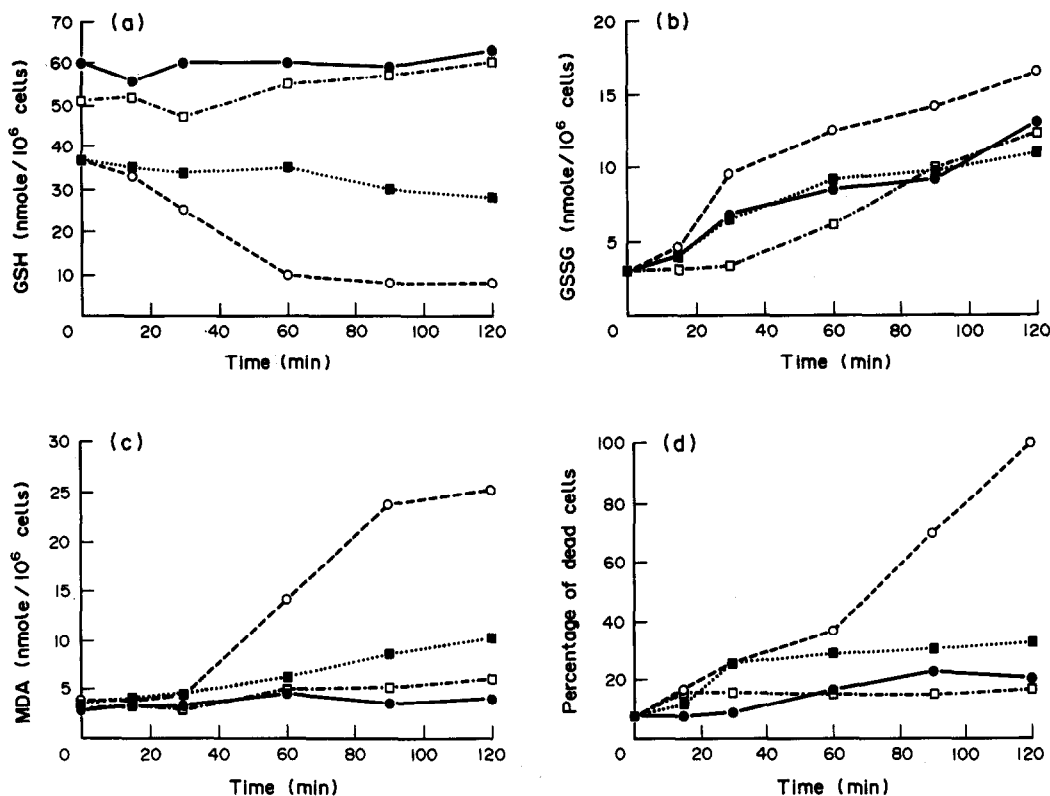 (a)
70
60
50
40
30
20
10
GSH (nmole/10⁶ cells)
0 20 40 60 80 100 120
Time (min)
(b)
20
15
10
5
GSSG (nmole/10⁶ cells)
0 20 40 60 80 100 120
Time (min)
(c)
30
25
20
15
10
5
MDA (nmole/10⁶ cells)
0 20 40 60 80 100 120
Time (min)
(d)
100
80
60
40
20
Percentage of dead cells
0 20 40 60 80 100 120
Time (min)